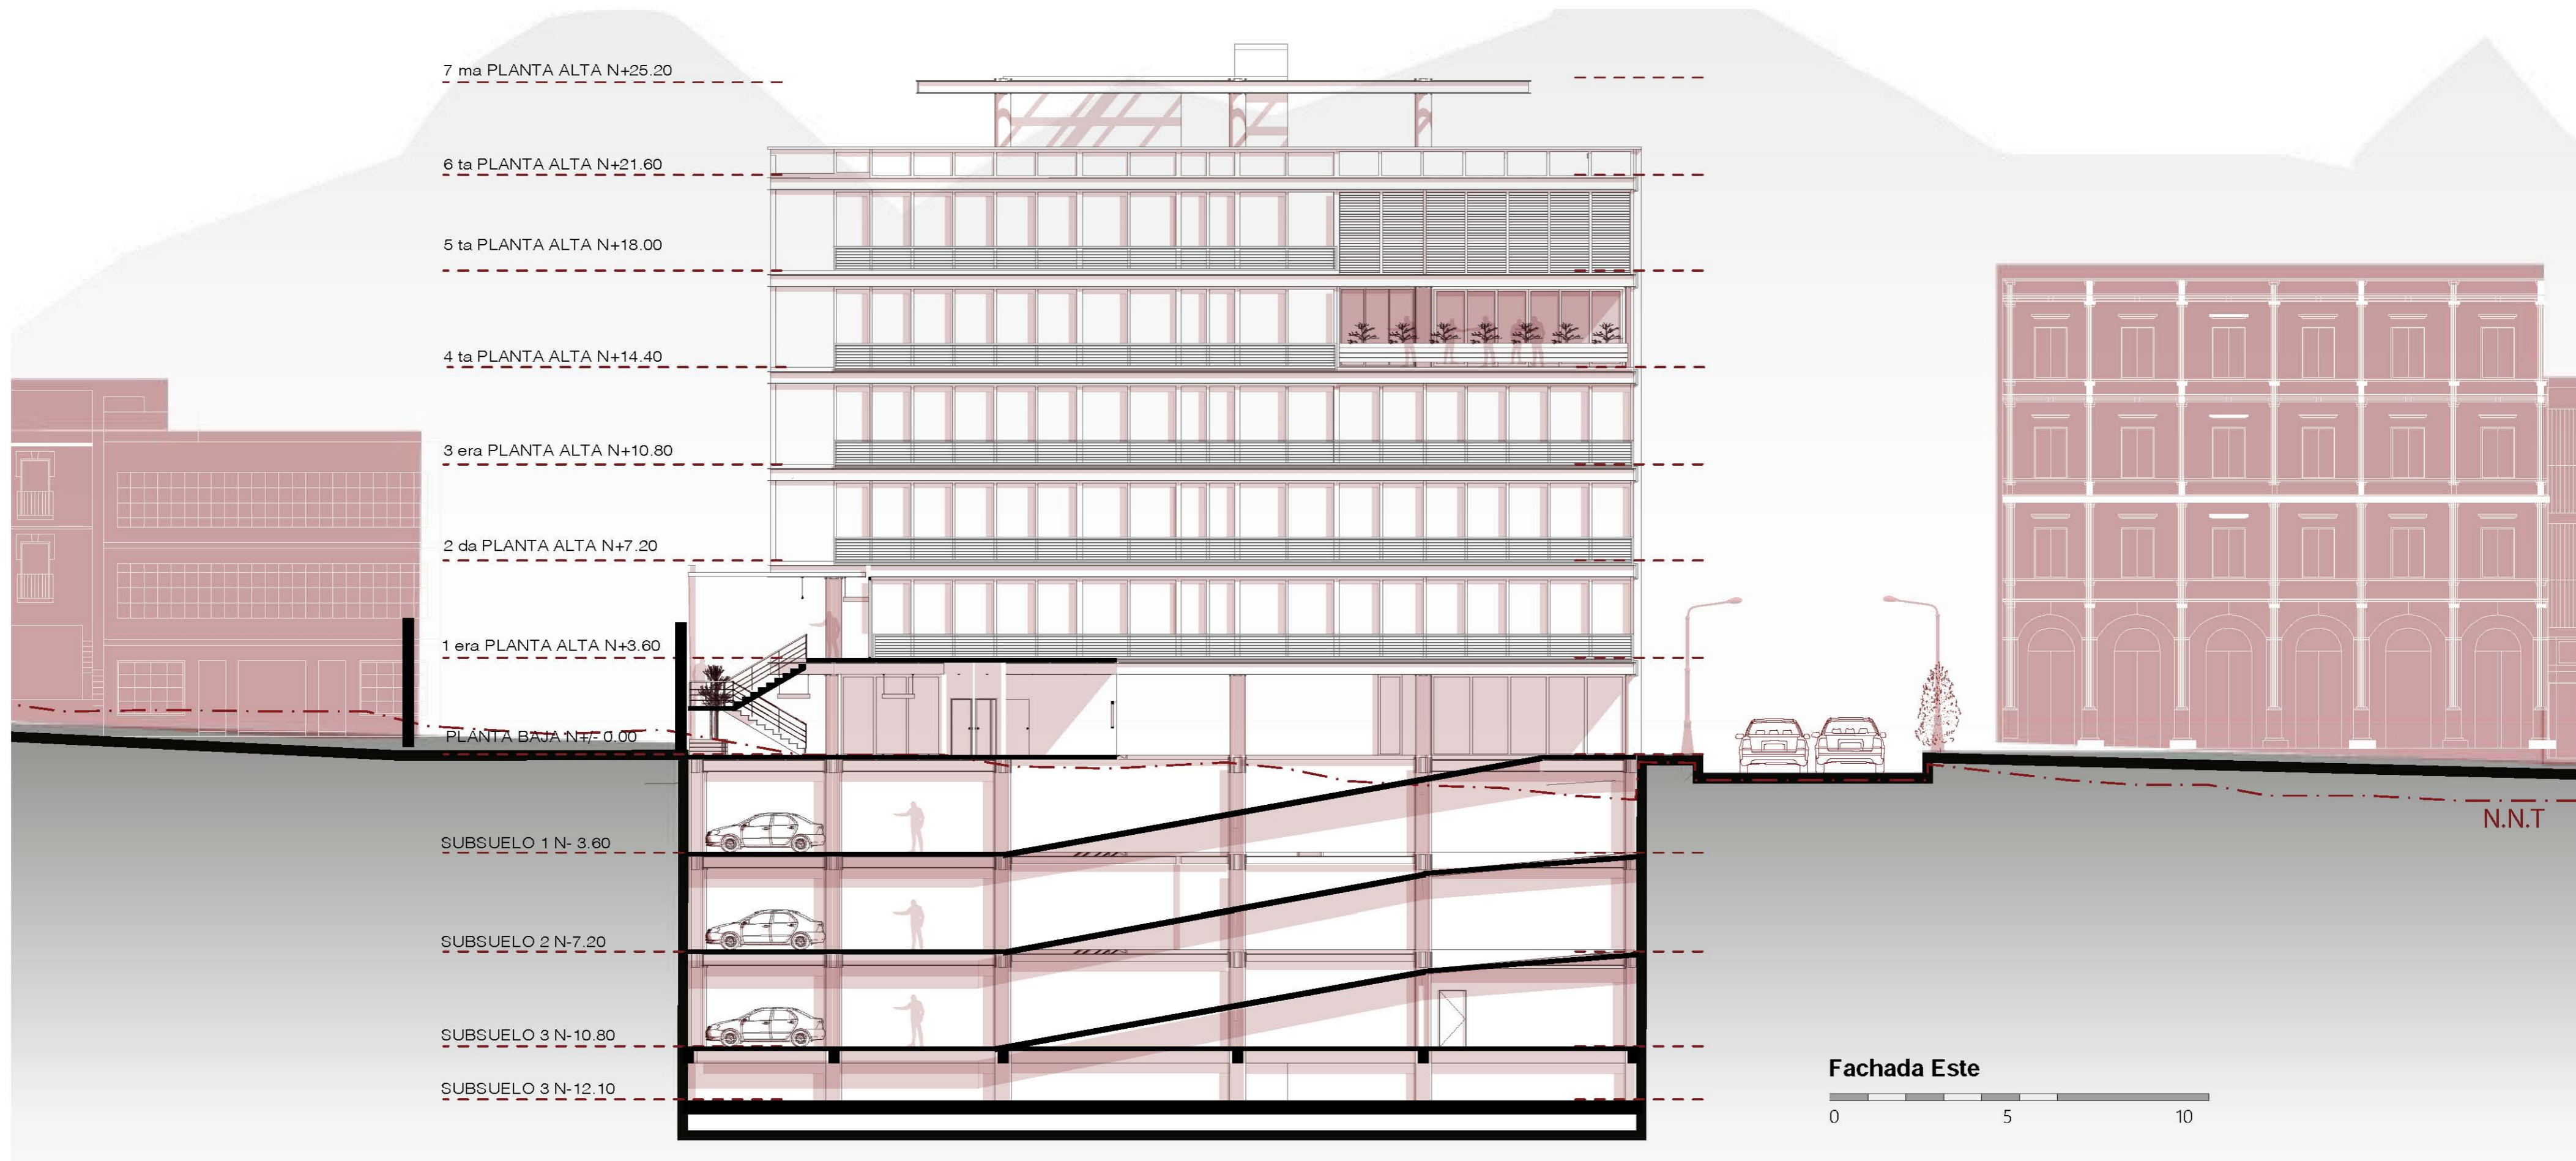 7 ma PLANTA ALTA N+25.20
6 ta PLANTA ALTA N+21.60
5 ta PLANTA ALTA N+18.00
4 ta PLANTA ALTA N+14.40
3 era PLANTA ALTA N+10.80
2 da PLANTA ALTA N+7.20
1 era PLANTA ALTA N+3.60
PLANTA BAJA N+/- 0.00
N.N.T
SUBSUELO 1 N- 3.60
SUBSUELO 2 N-7.20
SUBSUELO 3 N-10.80
SUBSUELO 3 N-12.10
Fachada Este
0 5 10